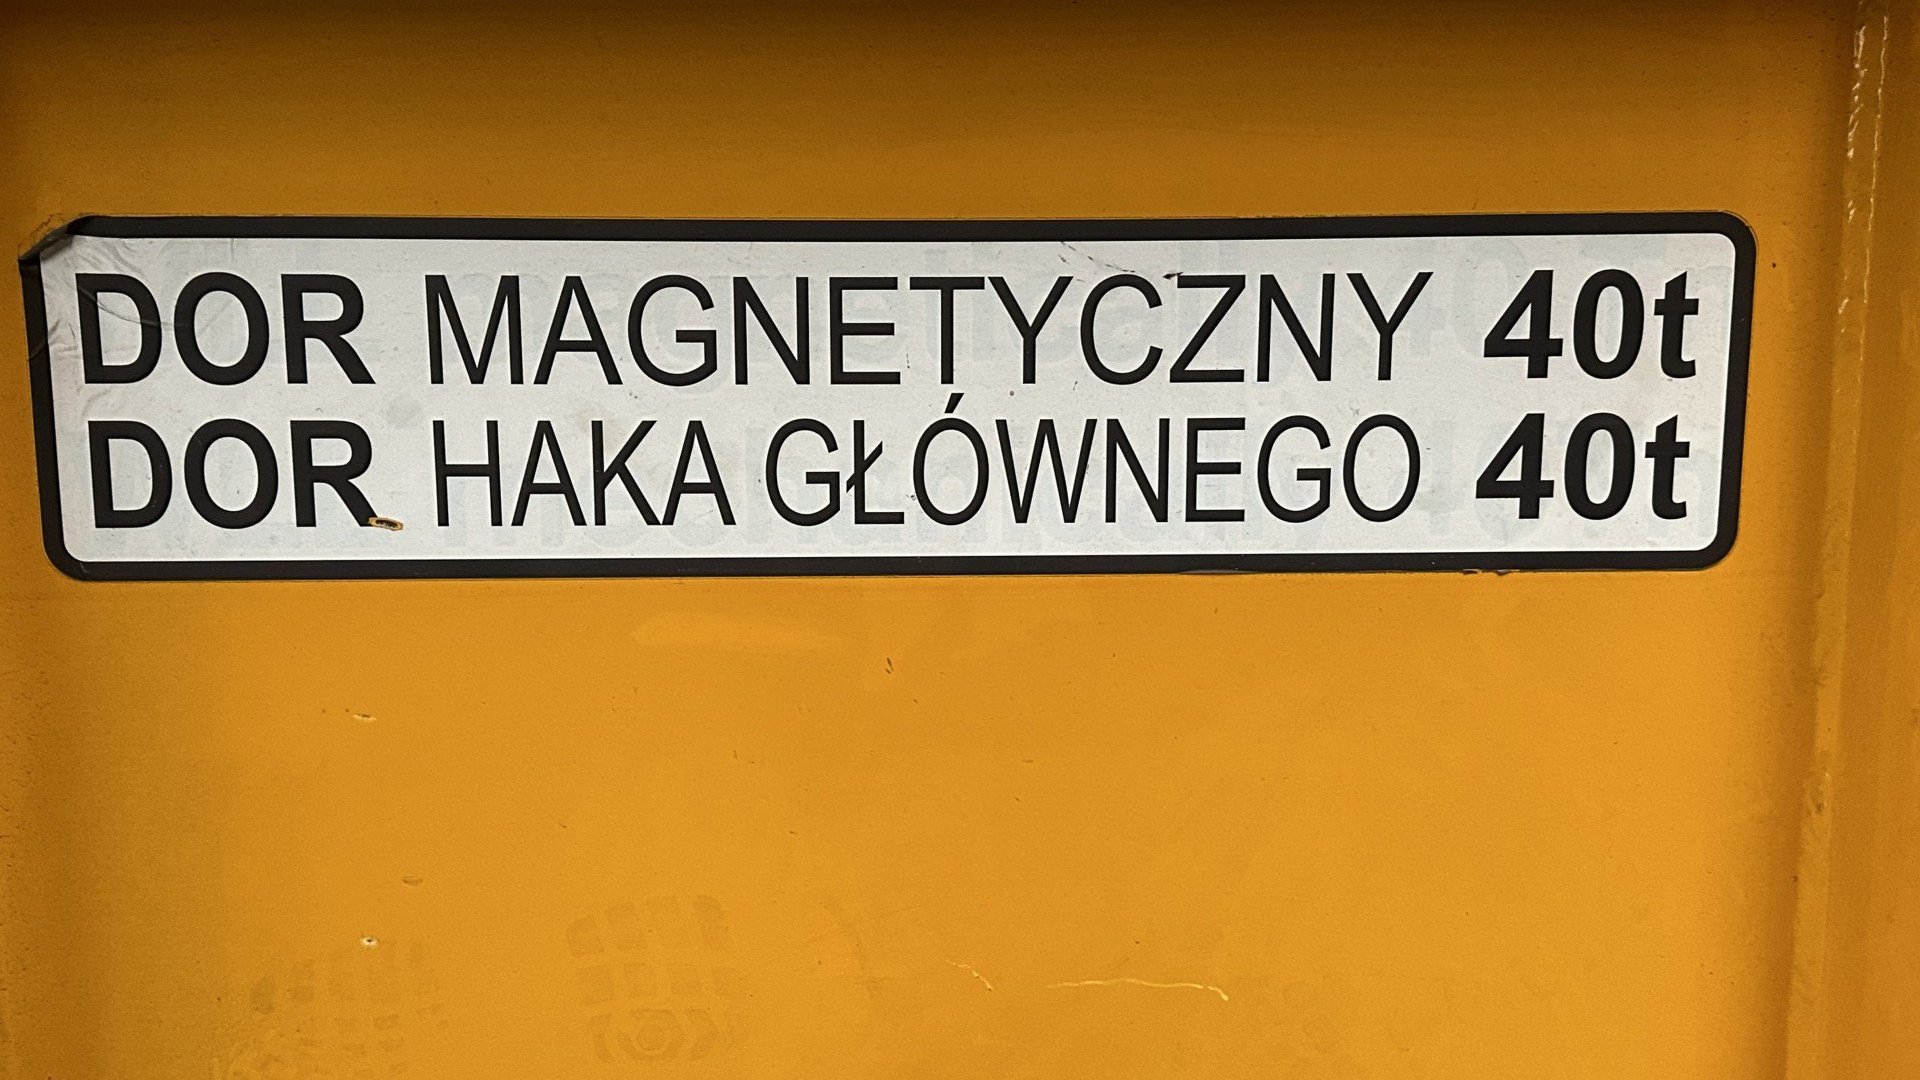 DOR MAGNETYCZNY 40t
DOR HAKA GŁÓWNEGO 40t